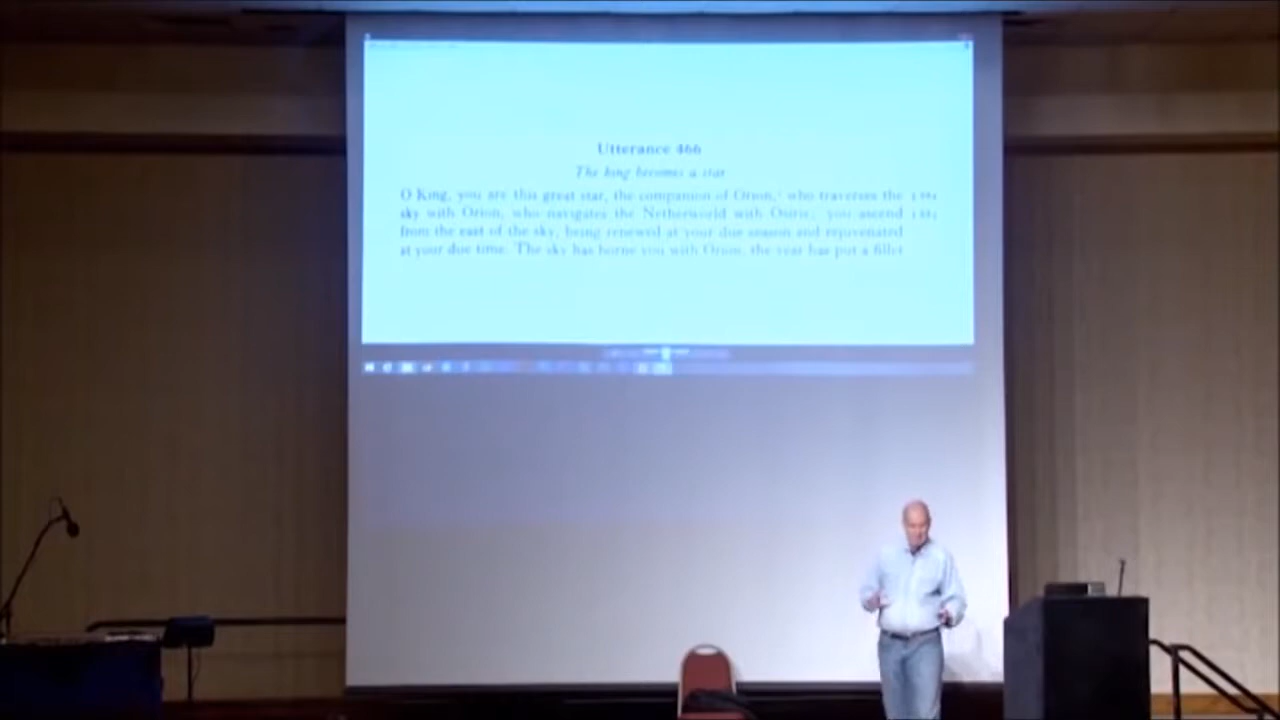 Utterance 466
The king becomes a star
O King, you are this great star, the companion of Orion, who traverses the
sky with Orion, who navigates the Netherworld with Osiris; you ascend
from the east of the sky, being renewed at your due season and rejuvenated
at your due time. The sky has borne you with Orion, the year has put a fillet